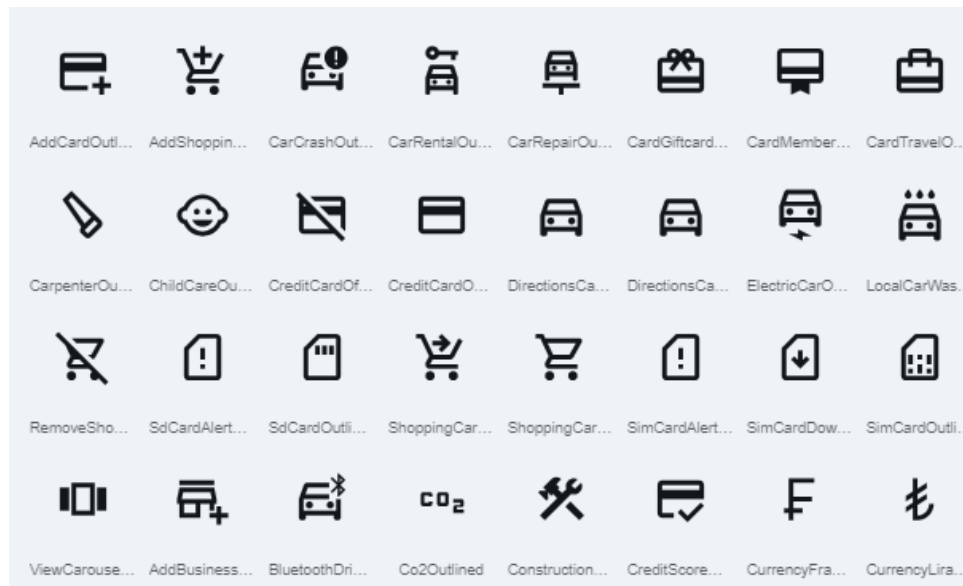 AddCardOutl... AddShoppin... CarCrashOut... CarRentalOu... CarRepairOu... CardGiftcard... CardMember... CardTravelO...
CarpenterOu... ChildCareOu... CreditCardOf... CreditCardO... DirectionsCa... DirectionsCa... ElectricCarO... LocalCarWas...
RemoveSho... SdCardAlert... SdCardOutli... ShoppingCar... ShoppingCar... SimCardAlert... SimCardDow... SimCardOutli...
CO2
ViewCarouse... AddBusiness... BluetoothDri... Co2Outlined Construction... CreditScore... CurrencyFra... CurrencyLira...